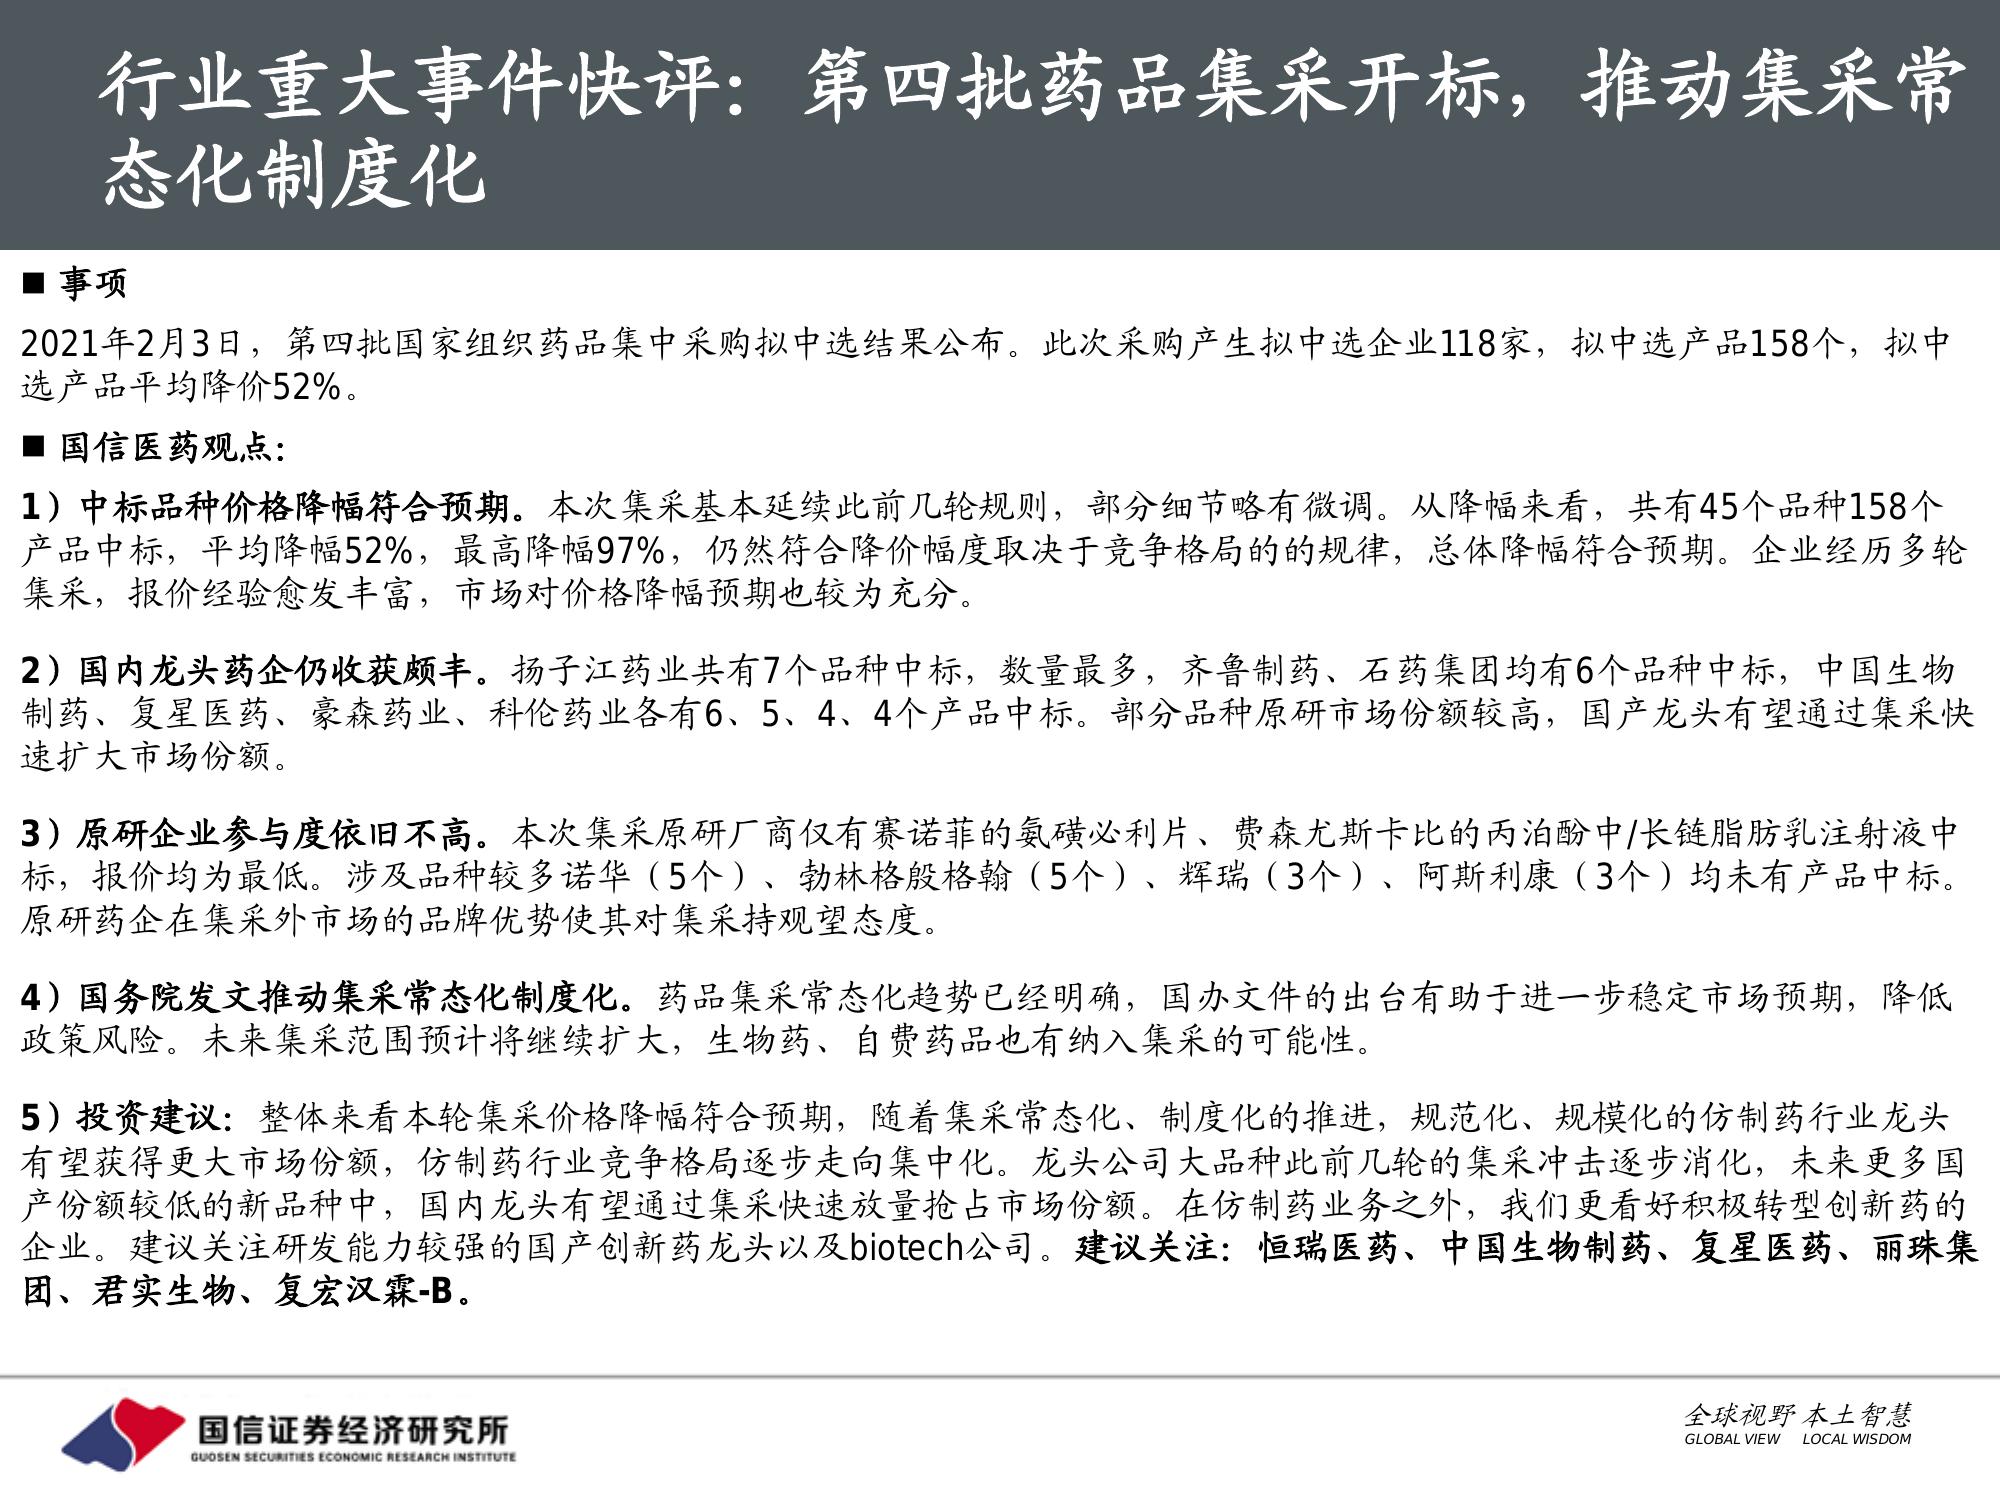 行业重大事件快评：第四批药品集采开标，推动集采常
态化制度化
■ 事项
2021年2月3日，第四批国家组织药品集中采购拟中选结果公布。此次采购产生拟中选企业118家，拟中选产品158个，拟中
选产品平均降价52%。
■ 国信医药观点：
1）中标品种价格降幅符合预期。本次集采基本延续此前几轮规则，部分细节略有微调。从降幅来看，共有45个品种158个
产品中标，平均降幅52%，最高降幅97%，仍然符合降价幅度取决于竞争格局的的规律，总体降幅符合预期。企业经历多轮
集采，报价经验愈发丰富，市场对价格降幅预期也较为充分。
2）国内龙头药企仍收获颇丰。扬子江药业共有7个品种中标，数量最多，齐鲁制药、石药集团均有6个品种中标，中国生物
制药、复星医药、豪森药业、科伦药业各有6、5、4、4个产品中标。部分品种原研市场份额较高，国产龙头有望通过集采快
速扩大市场份额。
3）原研企业参与度依旧不高。本次集采原研厂商仅有赛诺菲的氨磺必利片、费森尤斯卡比的丙泊酚中/长链脂肪乳注射液中
标，报价均为最低。涉及品种较多诺华（5个）、勃林格殷格翰（5个）、辉瑞（3个）、阿斯利康（3个）均未有产品中标。
原研药企在集采外市场的品牌优势使其对集采持观望态度。
4）国务院发文推动集采常态化制度化。药品集采常态化趋势已经明确，国办文件的出台有助于进一步稳定市场预期，降低
政策风险。未来集采范围预计将继续扩大，生物药、自费药品也有纳入集采的可能性。
5）投资建议：整体来看本轮集采价格降幅符合预期，随着集采常态化、制度化的推进，规范化、规模化的仿制药行业龙头
有望获得更大市场份额，仿制药行业竞争格局逐步走向集中化。龙头公司大品种此前几轮的集采冲击逐步消化，未来更多国
产份额较低的新品种中，国内龙头有望通过集采快速放量抢占市场份额。在仿制药业务之外，我们更看好积极转型创新药的
企业。建议关注研发能力较强的国产创新药龙头以及biotech公司。建议关注：恒瑞医药、中国生物制药、复星医药、丽珠集
团、君实生物、复宏汉霖-B。
国信证券经济研究所
GUOSEN SECURITIES ECONOMIC RESEARCH INSTITUTE
全球视野 本土智慧
GLOBAL VIEW LOCAL WISDOM